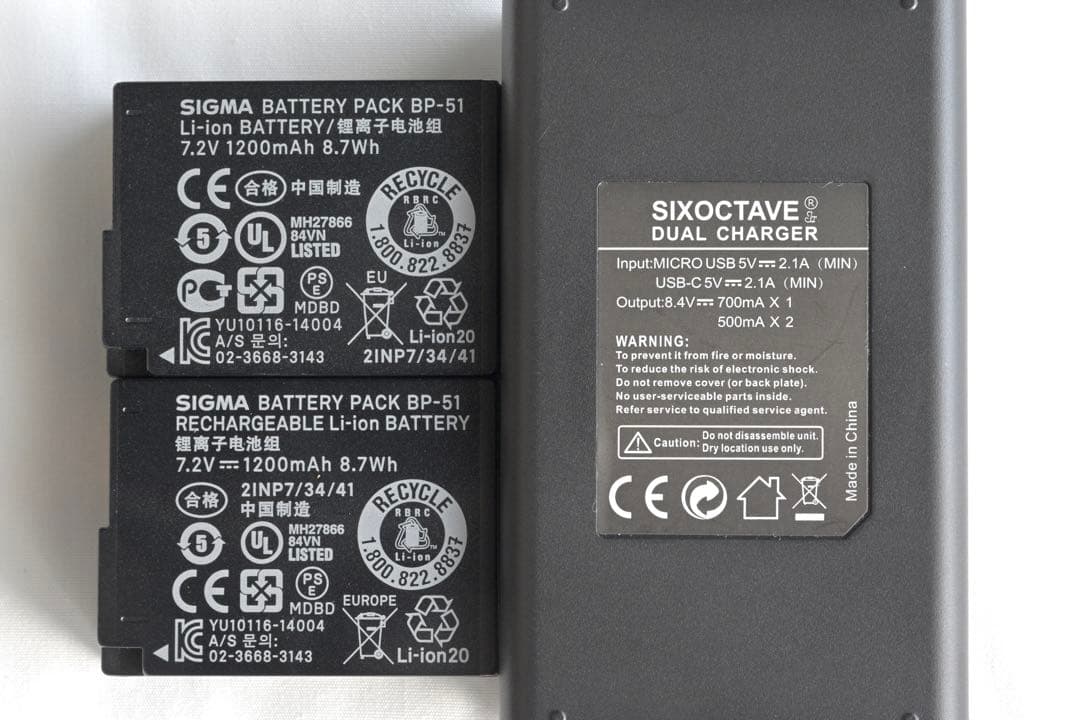 SIGMA BATTERY PACK BP-51
Li-ion BATTERY/锂离子电池组
7.2V 1200mAh 8.7Wh
CE 合格 中国制造
RECYCLE
RBRC
Li-ion
TM
1.800.822.8837
5 UL MH27866
84VN
LISTED
PCT
PS
E
MDBD
EU
Li-ion20
YU10116-14004
A/S 문의:
02-3668-3143
2INP7/34/41
SIGMA BATTERY PACK BP-51
RECHARGEABLE Li-ion BATTERY
锂离子电池组
7.2V⎓1200mAh 8.7Wh
合格 2INP7/34/41
中国制造
RECYCLE
RBRC
Li-ion
TM
1.800.822.8837
5 UL MH27866
84VN
LISTED
CE
PS
E
MDBD
EUROPE
Li-ion20
YU10116-14004
A/S 문의:
02-3668-3143
SIXOCTAVE ®
DUAL CHARGER
Input:MICRO USB 5V⎓2.1A（MIN）
USB-C 5V⎓2.1A（MIN）
Output:8.4V⎓700mA X 1
500mA X 2
WARNING:
To prevent it from fire or moisture.
To reduce the risk of electronic shock.
Do not remove cover (or back plate).
No user-serviceable parts inside.
Refer service to qualified service agent.
Caution: Do not disassemble unit.
Dry location use only.
CE
Made in China